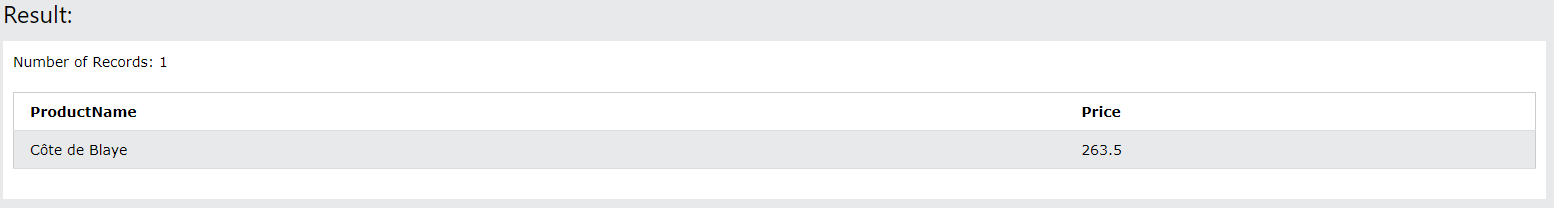 Result:
Number of Records: 1
ProductName Price
Côte de Blaye 263.5